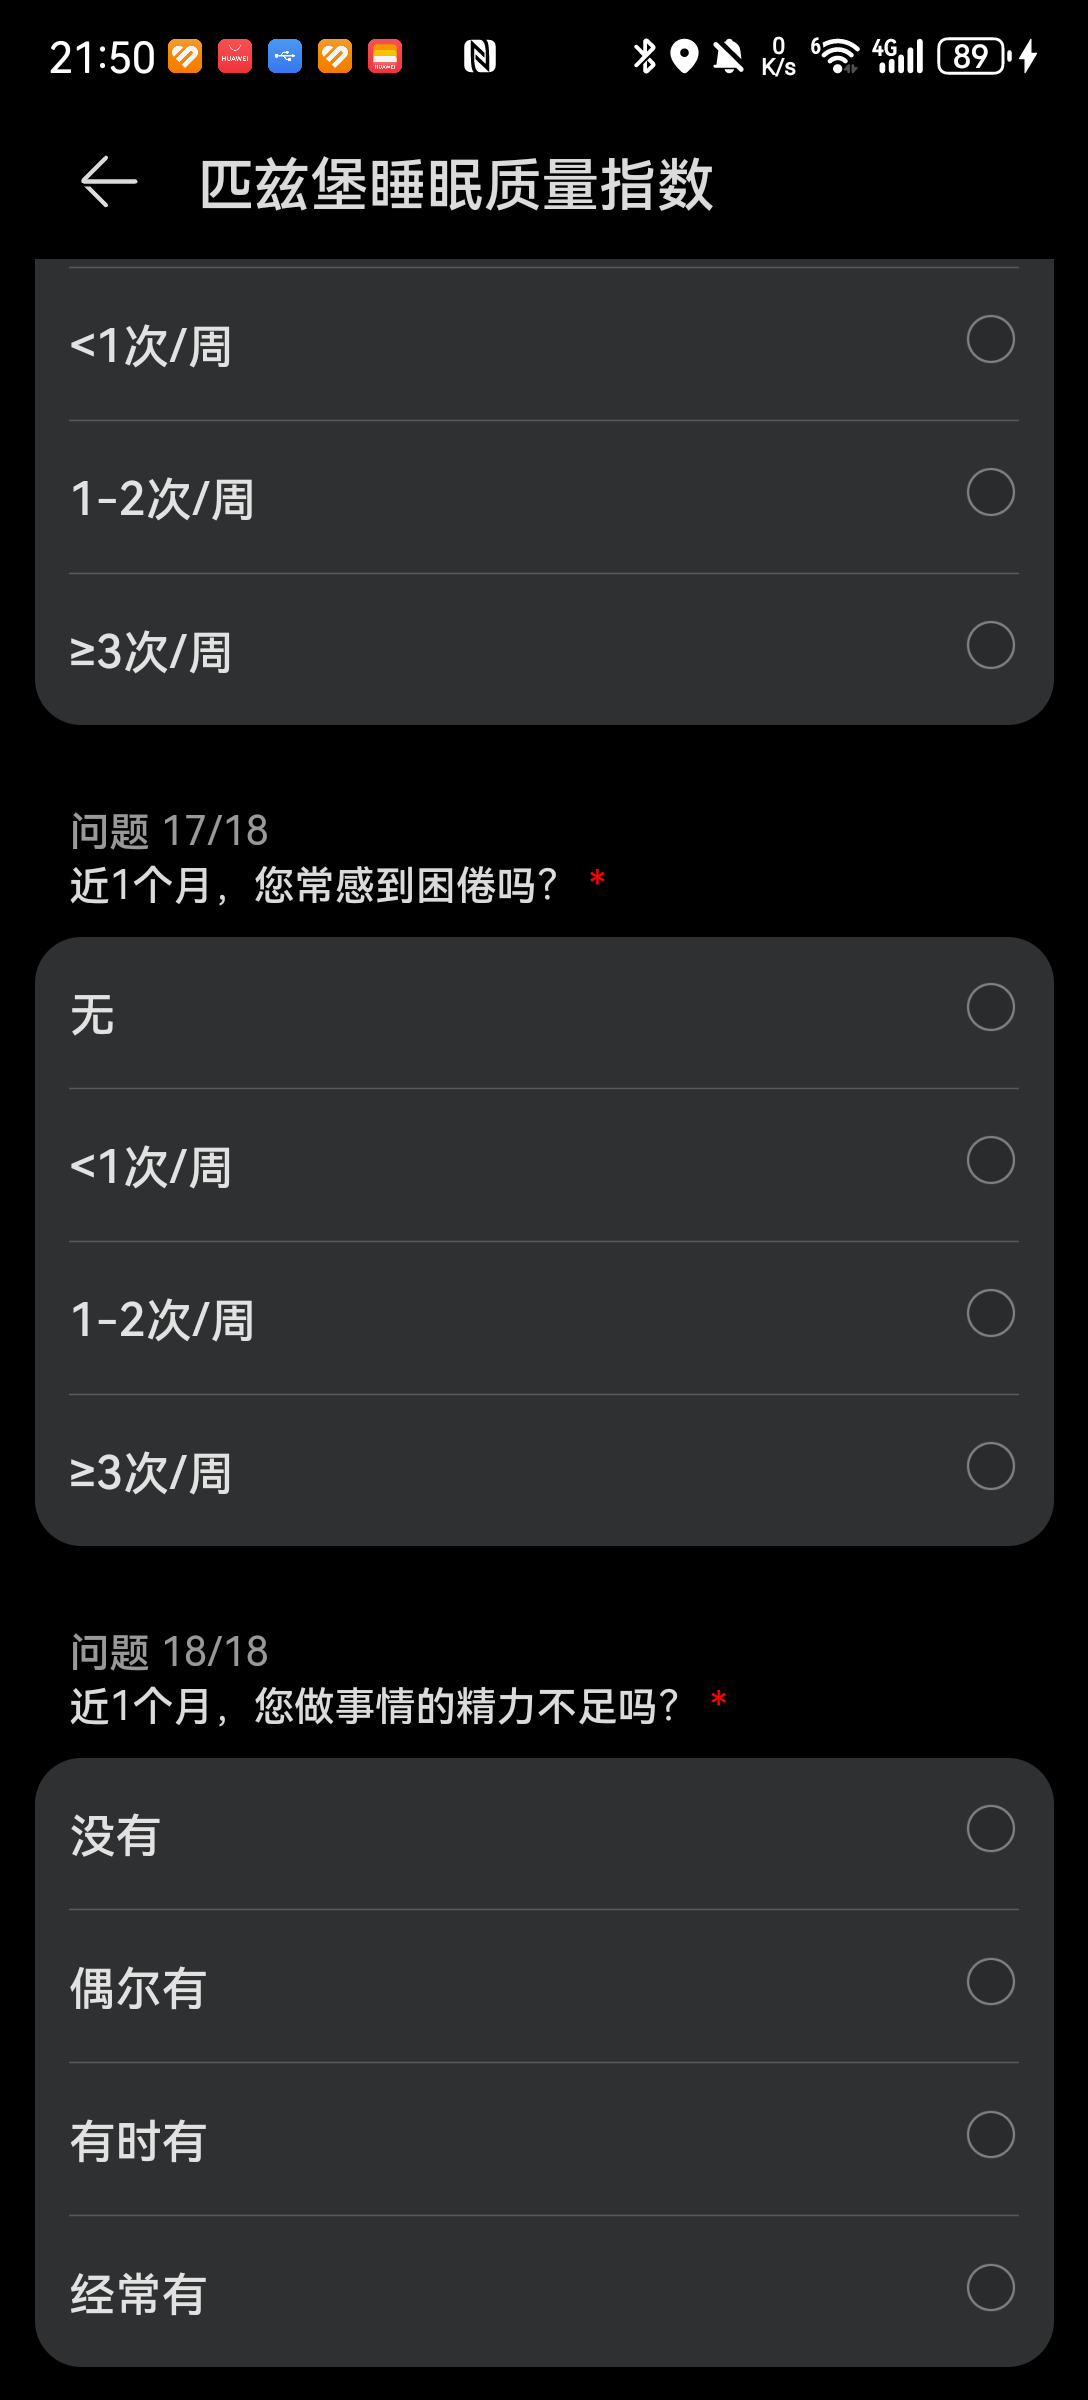 21:50
HUAWEI
HUAWEI
0
K/s
6
4G
89
匹兹堡睡眠质量指数
<1次/周
1-2次/周
≥3次/周
问题 17/18
近1个月，您常感到困倦吗？ *
无
<1次/周
1-2次/周
≥3次/周
问题 18/18
近1个月，您做事情的精力不足吗？ *
没有
偶尔有
有时有
经常有